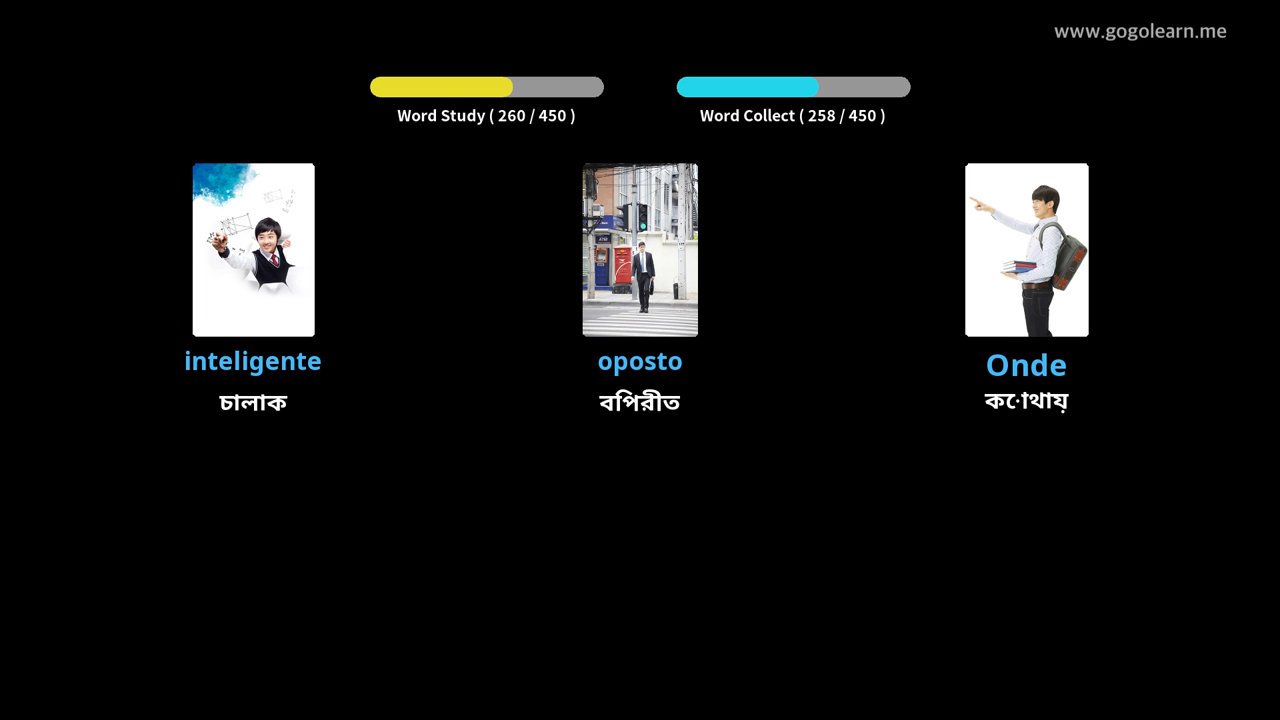 www.gogolearn.me
Word Study ( 260 / 450 )
Word Collect ( 258 / 450 )
inteligente
oposto
Onde
চালাক
বপিরীত
কোথায়